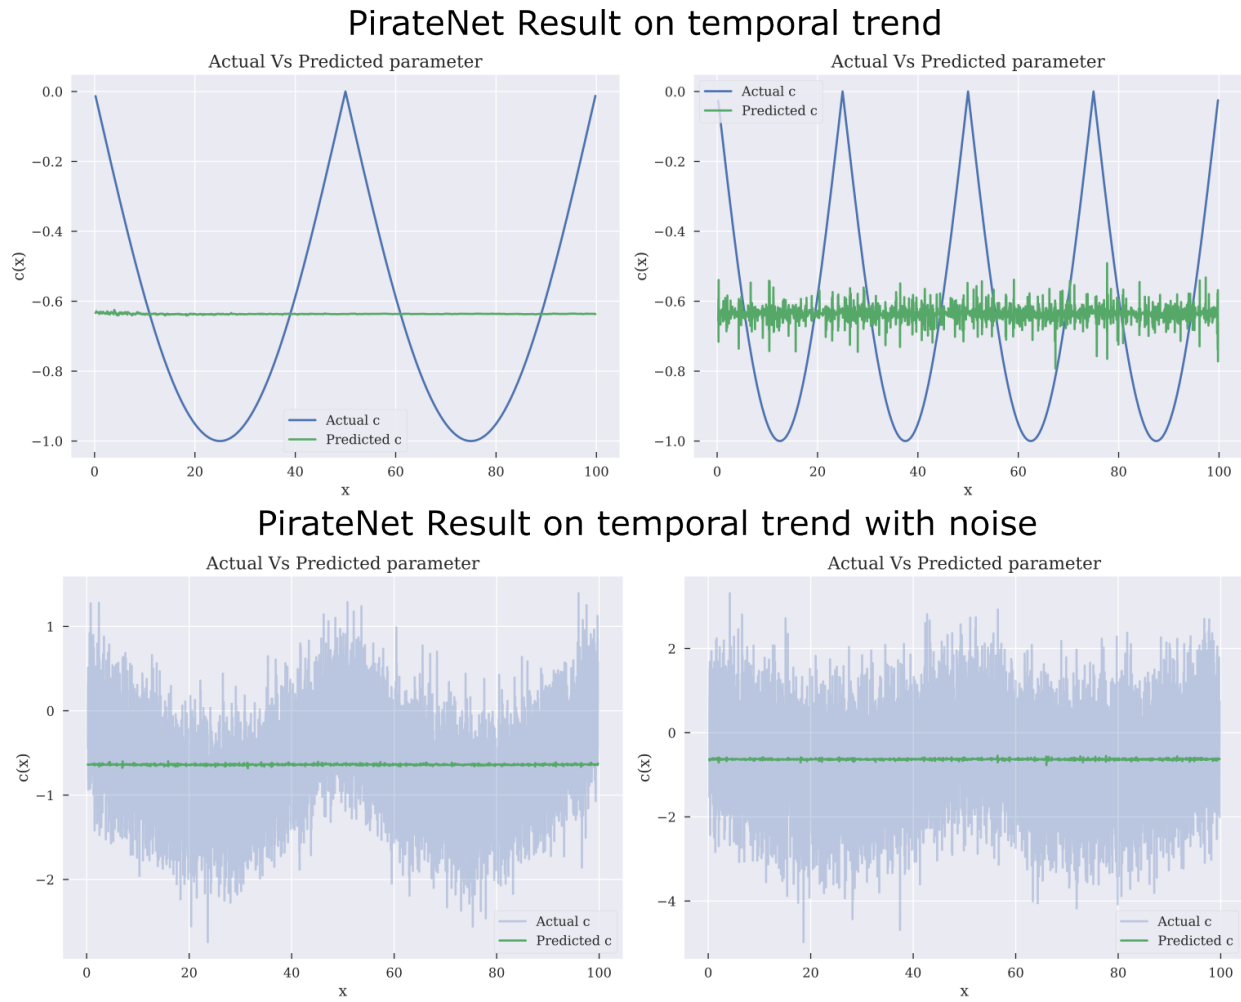 PirateNet Result on temporal trend
Actual Vs Predicted parameter
0.0
−0.2
−0.4
−0.6
−0.8
−1.0
c(x)
Actual c
Predicted c
0 20 40 60 80 100
x
Actual Vs Predicted parameter
Actual c
Predicted c
0.0
−0.2
−0.4
−0.6
−0.8
−1.0
c(x)
0 20 40 60 80 100
x
PirateNet Result on temporal trend with noise
Actual Vs Predicted parameter
1
0
−1
−2
c(x)
Actual c
Predicted c
0 20 40 60 80 100
x
Actual Vs Predicted parameter
2
0
−2
−4
c(x)
Actual c
Predicted c
0 20 40 60 80 100
x